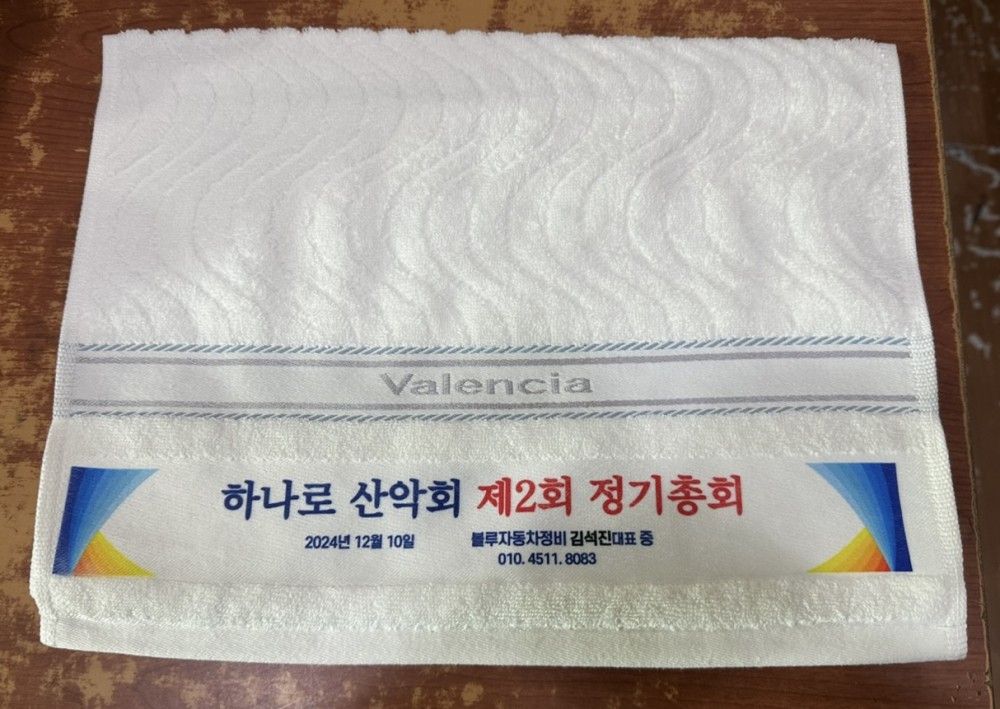 Valencia
하나로 산악회 제2회 정기총회
2024년 12월 10일
블루자동차정비 김석진대표 증
010. 4511. 8083